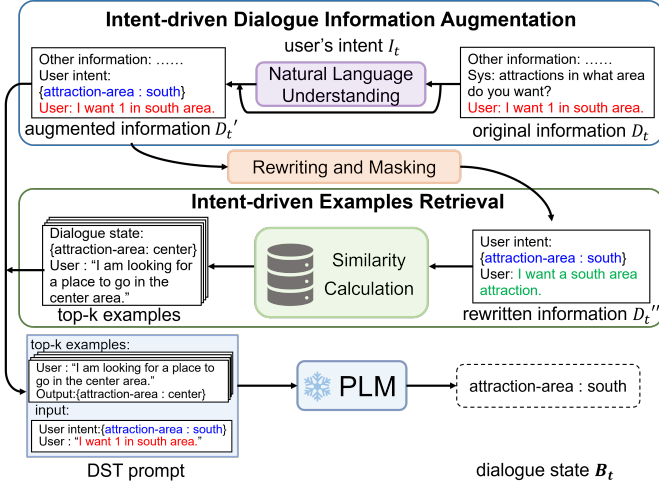 Intent-driven Dialogue Information Augmentation
user's intent I_t
Other information: ……
User intent:
{attraction-area : south}
User: I want 1 in south area.
augmented information D_t'
Natural Language
Understanding
Other information: ……
Sys: attractions in what area
do you want?
User: I want 1 in south area.
original information D_t
Rewriting and Masking
Intent-driven Examples Retrieval
Dialogue state:
{attraction-area: center}
User : “I am looking for
a place to go in the
center area.”
top-k examples
Similarity
Calculation
User intent:
{attraction-area : south}
User: I want a south area
attraction.
rewritten information D_t''
top-k examples:
User : “I am looking for a place to
go in the center area.”
Output:{attraction-area : center}
input:
User intent:{attraction-area : south}
User : “I want 1 in south area.”
DST prompt
PLM
attraction-area : south
dialogue state B_t